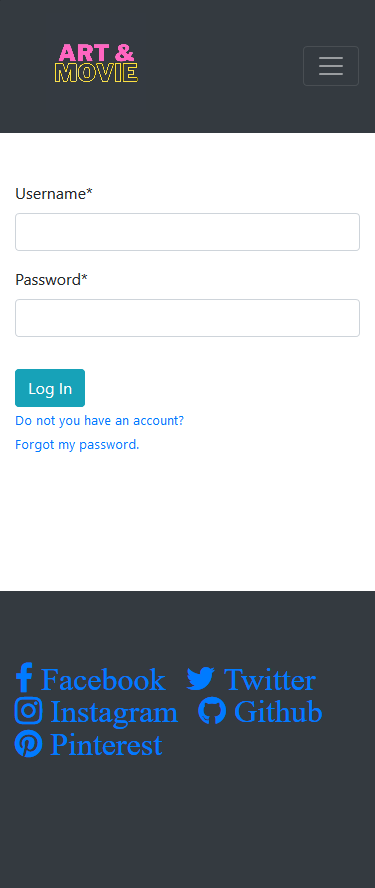 ART &
MOVIE
Username*
Password*
Log In
Do not you have an account?
Forgot my password.
Facebook Twitter
Instagram Github
Pinterest